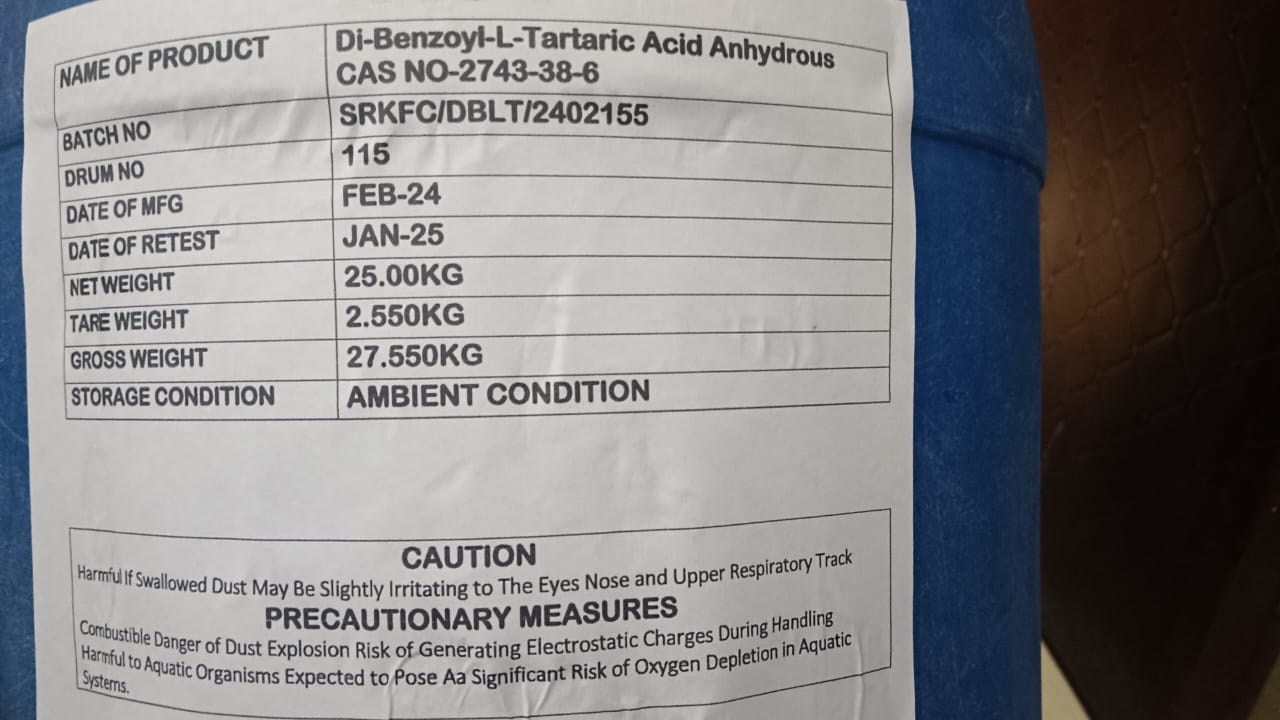 NAME OF PRODUCT Di-Benzoyl-L-Tartaric Acid Anhydrous
CAS NO-2743-38-6
BATCH NO SRKFC/DBLT/2402155
DRUM NO 115
DATE OF MFG FEB-24
DATE OF RETEST JAN-25
NET WEIGHT 25.00KG
TARE WEIGHT 2.550KG
GROSS WEIGHT 27.550KG
STORAGE CONDITION AMBIENT CONDITION
CAUTION
Harmful If Swallowed Dust May Be Slightly Irritating to The Eyes Nose and Upper Respiratory Track
PRECAUTIONARY MEASURES
Combustible Danger of Dust Explosion Risk of Generating Electrostatic Charges During Handling
Harmful to Aquatic Organisms Expected to Pose Aa Significant Risk of Oxygen Depletion in Aquatic
Systems.